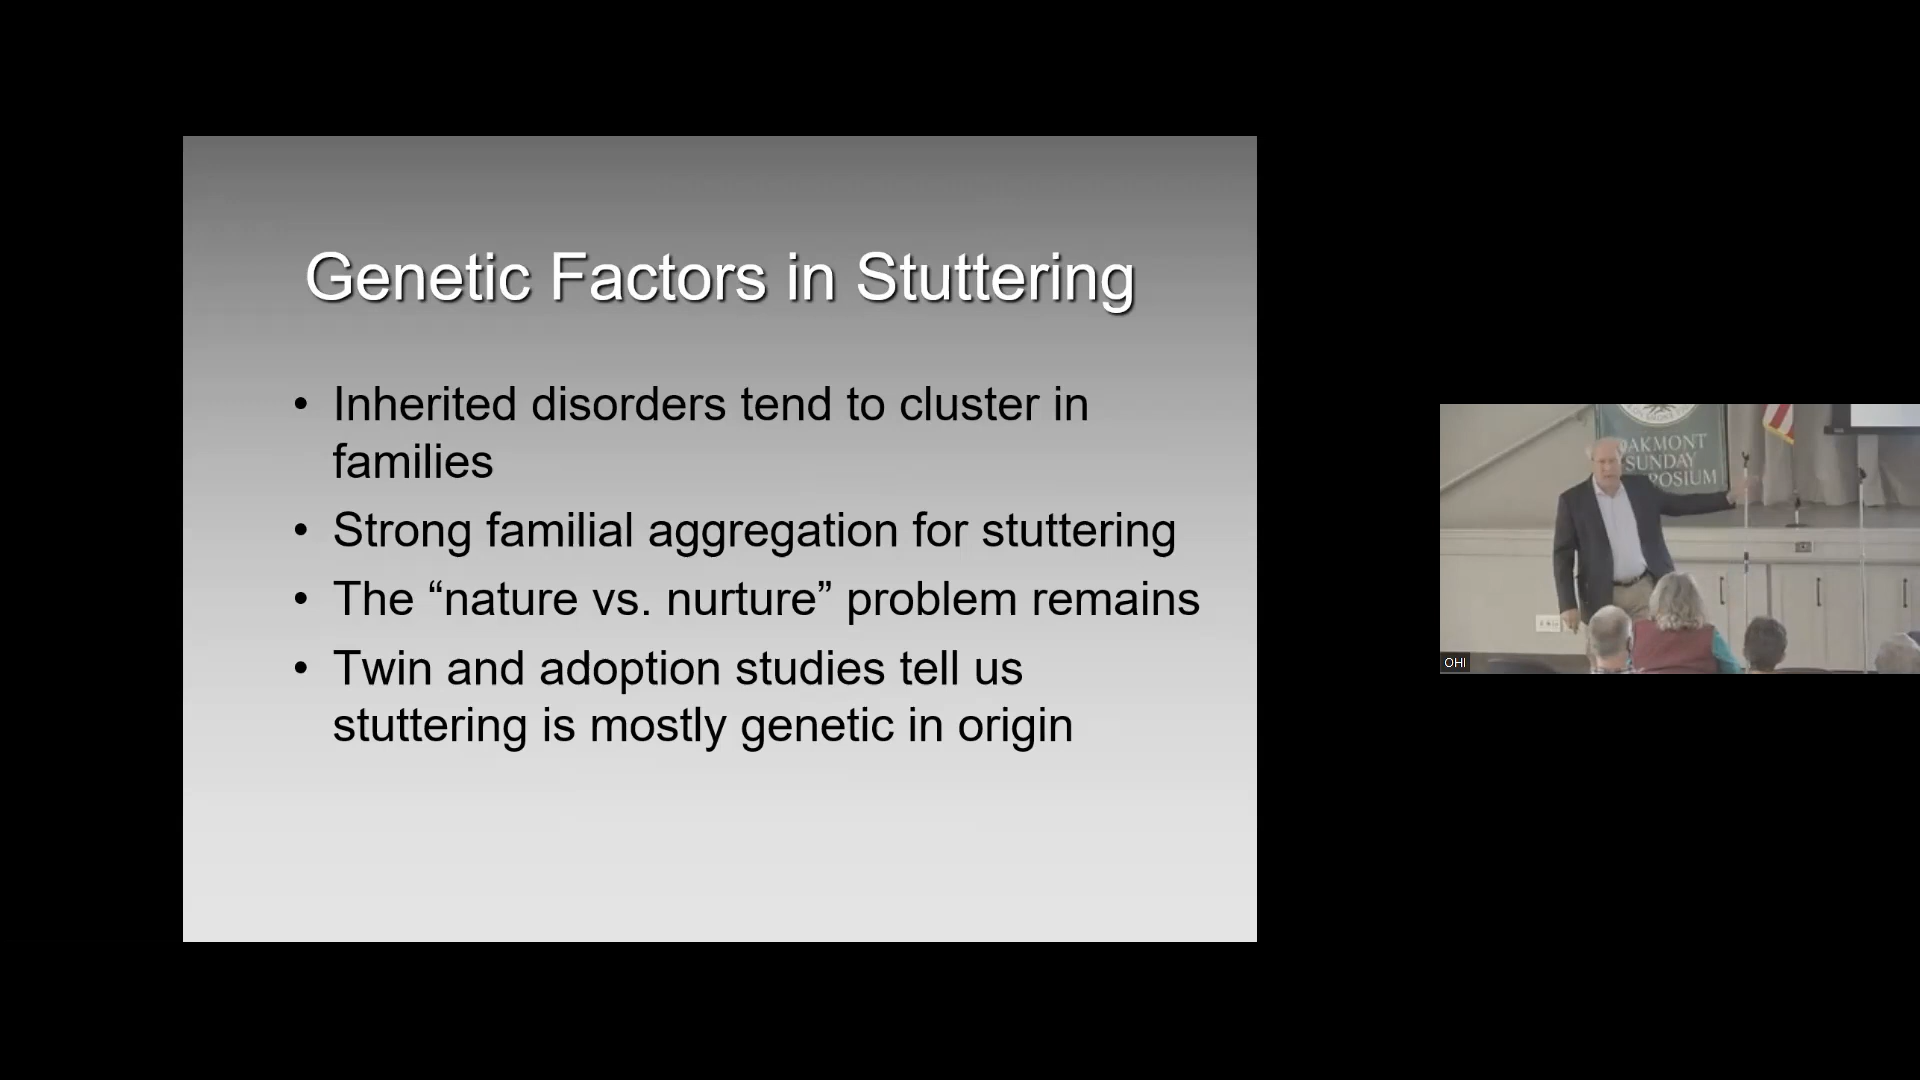 Genetic Factors in Stuttering
• Inherited disorders tend to cluster in
families
• Strong familial aggregation for stuttering
• The “nature vs. nurture” problem remains
• Twin and adoption studies tell us
stuttering is mostly genetic in origin
OAKMONT
SUNDAY
POSIUM
OHI